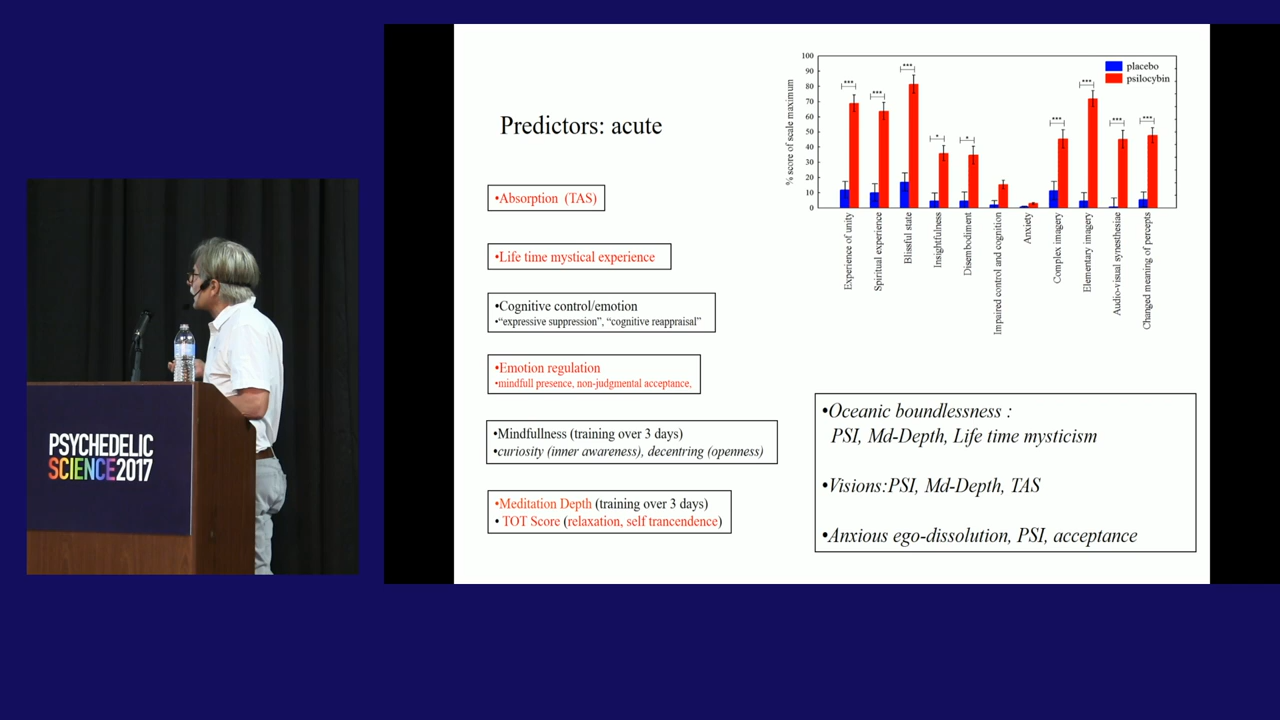 Predictors: acute
•Absorption (TAS)
•Life time mystical experience
•Cognitive control/emotion
•“expressive suppression”, “cognitive reappraisal”
•Emotion regulation
•mindfull presence, non-judgmental acceptance,
•Mindfullness (training over 3 days)
•curiosity (inner awareness), decentring (openness)
•Meditation Depth (training over 3 days)
• TOT Score (relaxation, self trancendence)
% score of scale maximum
100
90
80
70
60
50
40
30
20
10
0
placebo
psilocybin
***
***
***
*
*
***
***
***
***
Experience of unity
Spiritual experience
Blissful state
Insightfulness
Disembodiment
Impaired control and cognition
Anxiety
Complex imagery
Elementary imagery
Audio-visual synesthesiae
Changed meaning of percepts
•Oceanic boundlessness :
PSI, Md-Depth, Life time mysticism
•Visions:PSI, Md-Depth, TAS
•Anxious ego-dissolution, PSI, acceptance
PSYCHEDELIC
SCIENCE2017